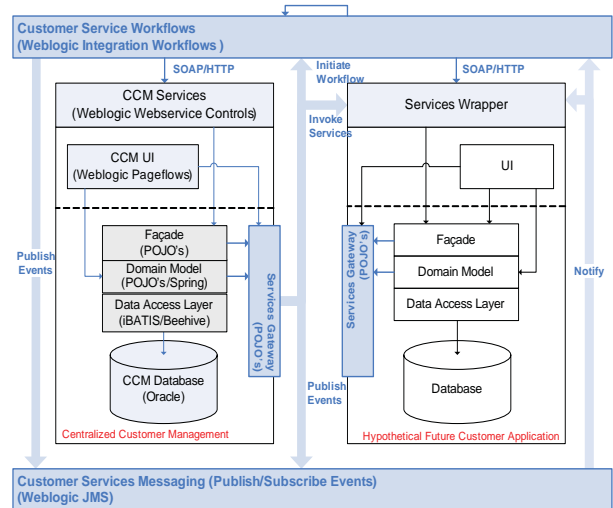 Customer Service Workflows
(Weblogic Integration Workflows )
SOAP/HTTP
Initiate
Workflow
SOAP/HTTP
CCM Services
(Weblogic Webservice Controls)
Invoke
Services
Services Wrapper
CCM UI
(Weblogic Pageflows)
UI
Publish
Events
Façade
(POJO's)
Domain Model
(POJO's/Spring)
Data Access Layer
(iBATIS/Beehive)
Services Gateway
(POJO's)
CCM Database
(Oracle)
Centralized Customer Management
Publish
Events
Services Gateway
(POJO's)
Façade
Domain Model
Data Access Layer
Database
Notify
Hypothetical Future Customer Application
Customer Services Messaging (Publish/Subscribe Events)
(Weblogic JMS)